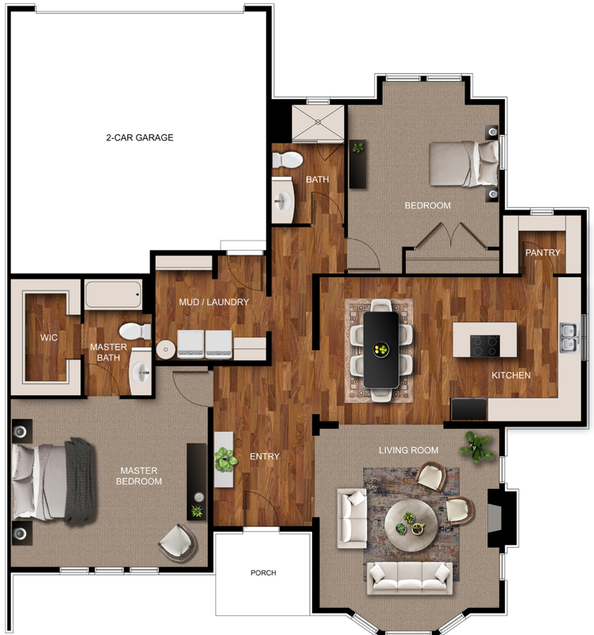 2-CAR GARAGE
BATH
BEDROOM
PANTRY
MUD / LAUNDRY
WIC
MASTER
BATH
KITCHEN
LIVING ROOM
ENTRY
MASTER
BEDROOM
PORCH